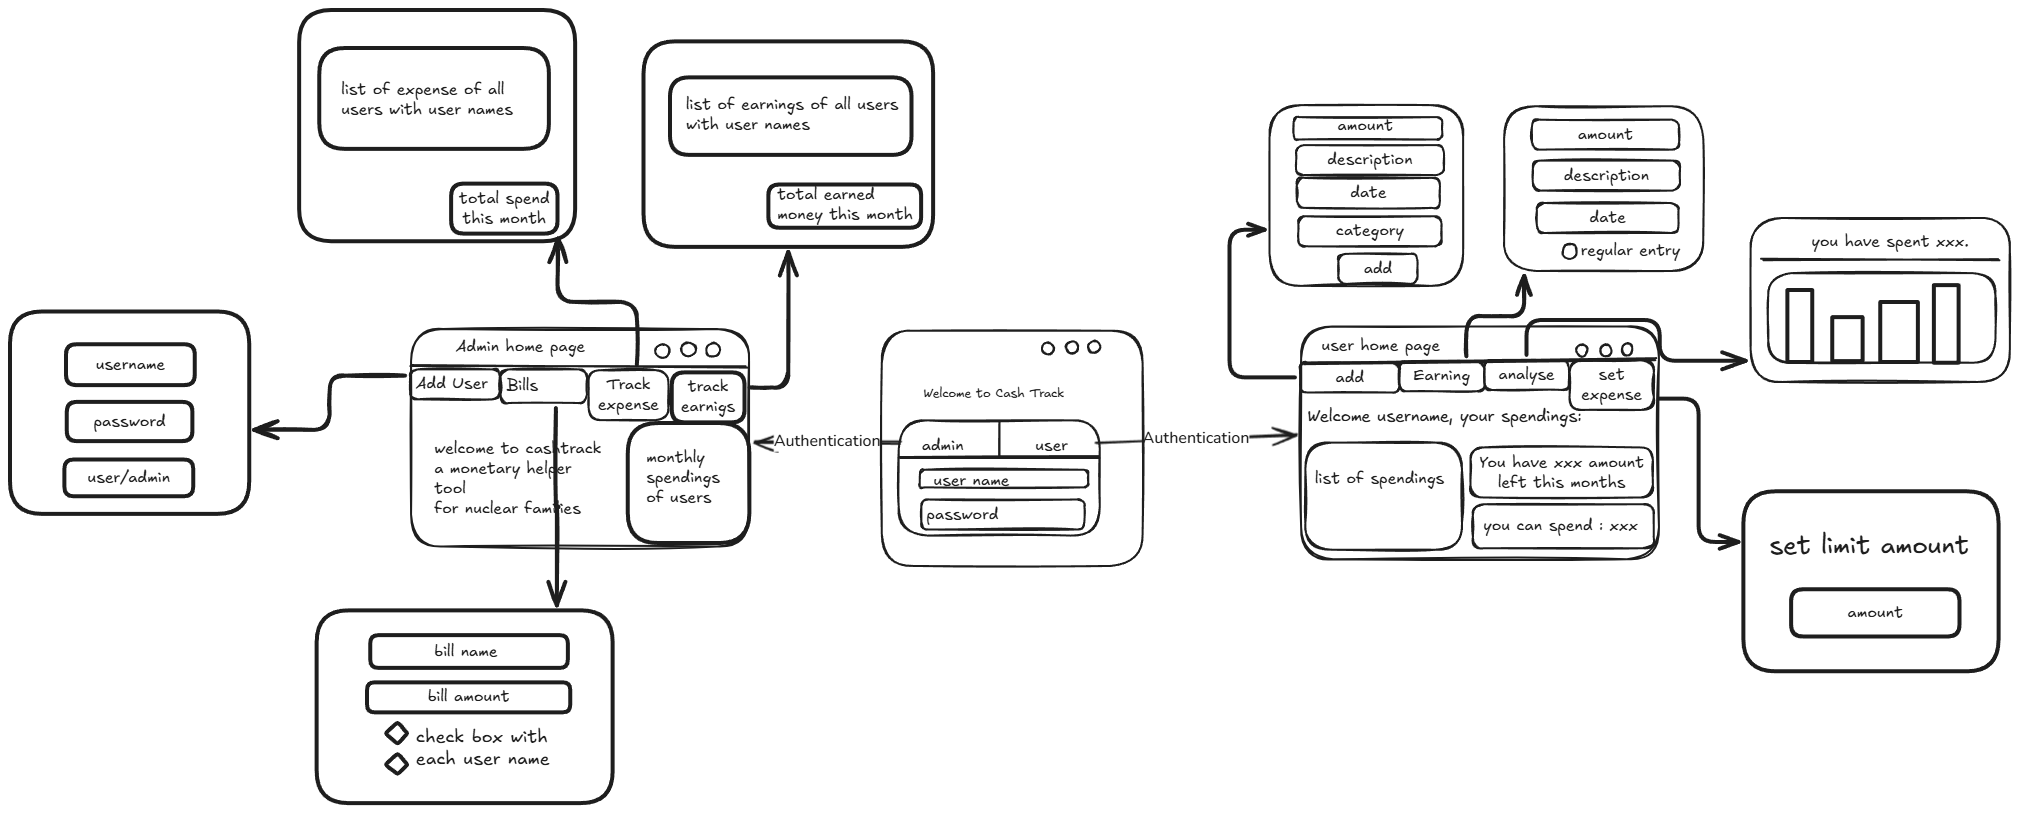 list of expense of all
users with user names
total spend
this month
list of earnings of all users
with user names
total earned
money this month
username
password
user/admin
Admin home page
Add User
Bills
Track
expense
track
earnigs
welcome to cashtrack
a monetary helper
tool
for nuclear families
monthly
spendings
of users
bill name
bill amount
check box with
each user name
Authentication
Welcome to Cash Track
admin
user
user name
password
Authentication
amount
description
date
category
add
amount
description
date
regular entry
you have spent xxx.
user home page
add
Earning
analyse
set
expense
Welcome username, your spendings:
list of spendings
You have xxx amount
left this months
you can spend : xxx
set limit amount
amount